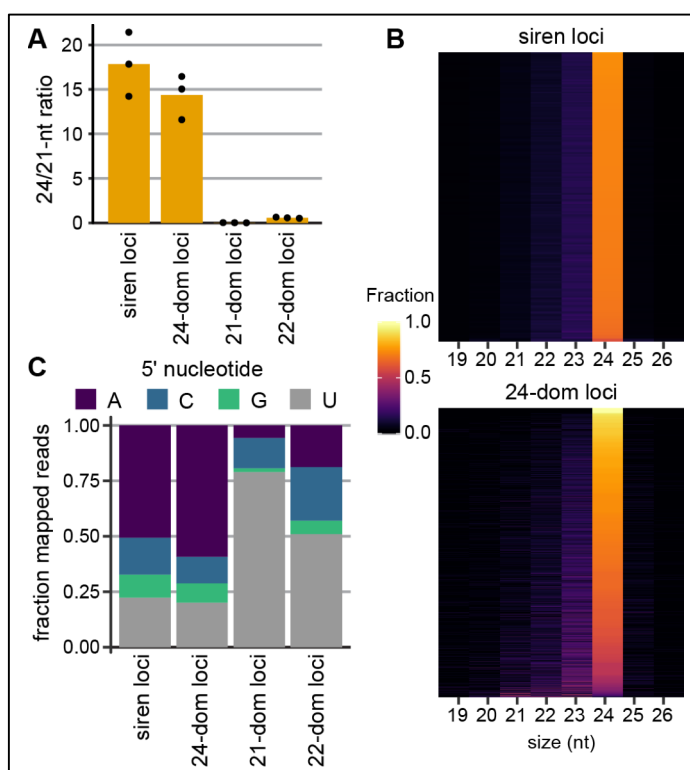 A
20
15
10
5
0
24/21-nt ratio
siren loci
24-dom loci
21-dom loci
22-dom loci
B
siren loci
19 20 21 22 23 24 25 26
Fraction
1.0
0.5
0.0
24-dom loci
19 20 21 22 23 24 25 26
size (nt)
C
5' nucleotide
A C G U
1.00
0.75
0.50
0.25
0.00
fraction mapped reads
siren loci
24-dom loci
21-dom loci
22-dom loci